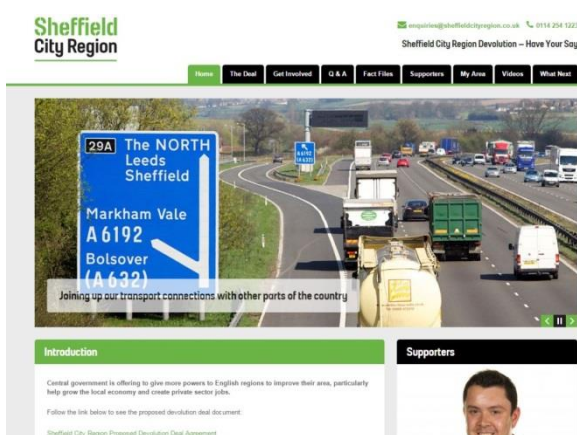 Sheffield
City Region
enquiries@sheffieldcityregion.co.uk 0114 254 1223
Sheffield City Region Devolution – Have Your Say
Home The Deal Get Involved Q & A Fact Files Supporters My Area Videos What Next
29A The NORTH
Leeds
Sheffield
Markham Vale
A 6192
Bolsover
(A 632)
Joining up our transport connections with other parts of the country
Introduction
Central government is offering to give more powers to English regions to improve their area, particularly
help grow the local economy and create private sector jobs.
Follow the link below to see the proposed devolution deal document:
Sheffield City Region Proposed Devolution Deal Agreement
Supporters